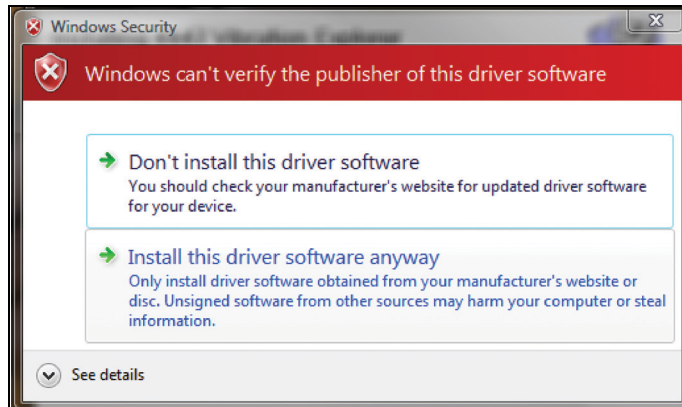 Windows Security
Windows can't verify the publisher of this driver software
Don't install this driver software
You should check your manufacturer's website for updated driver software
for your device.
Install this driver software anyway
Only install driver software obtained from your manufacturer's website or
disc. Unsigned software from other sources may harm your computer or steal
information.
See details